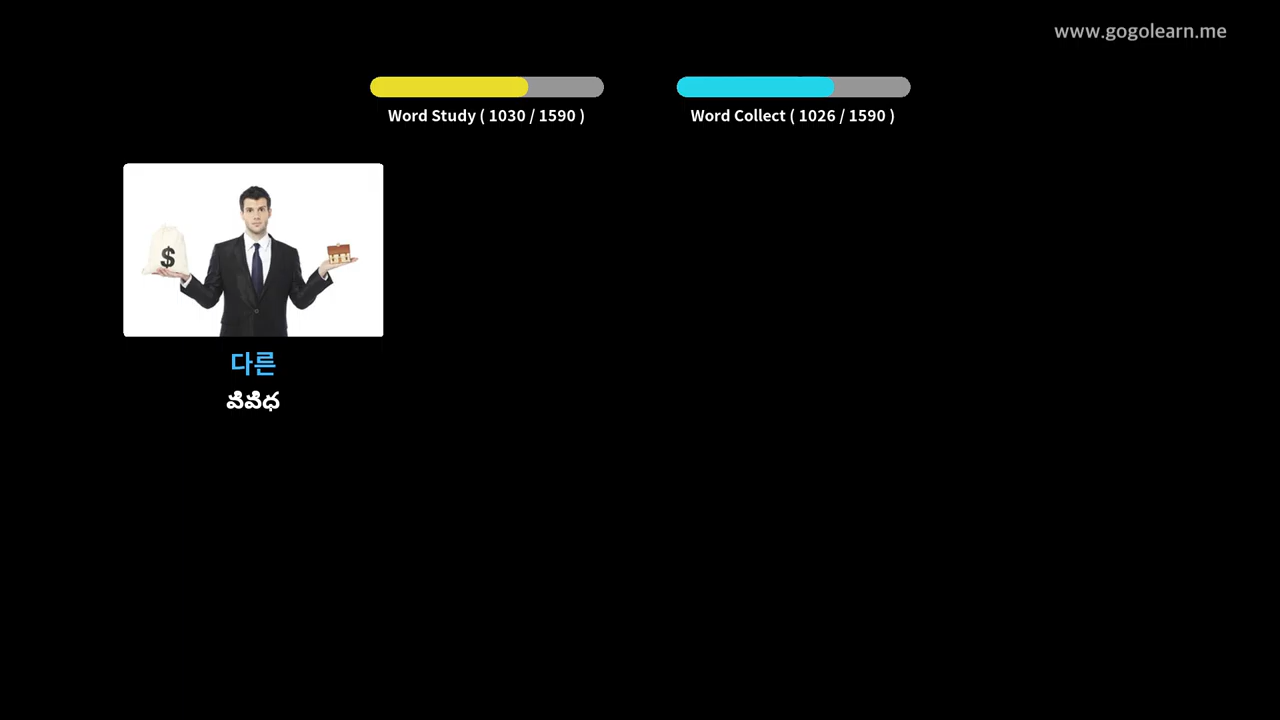 www.gogolearn.me
Word Study ( 1030 / 1590 )
Word Collect ( 1026 / 1590 )
$
다른
వివిధ